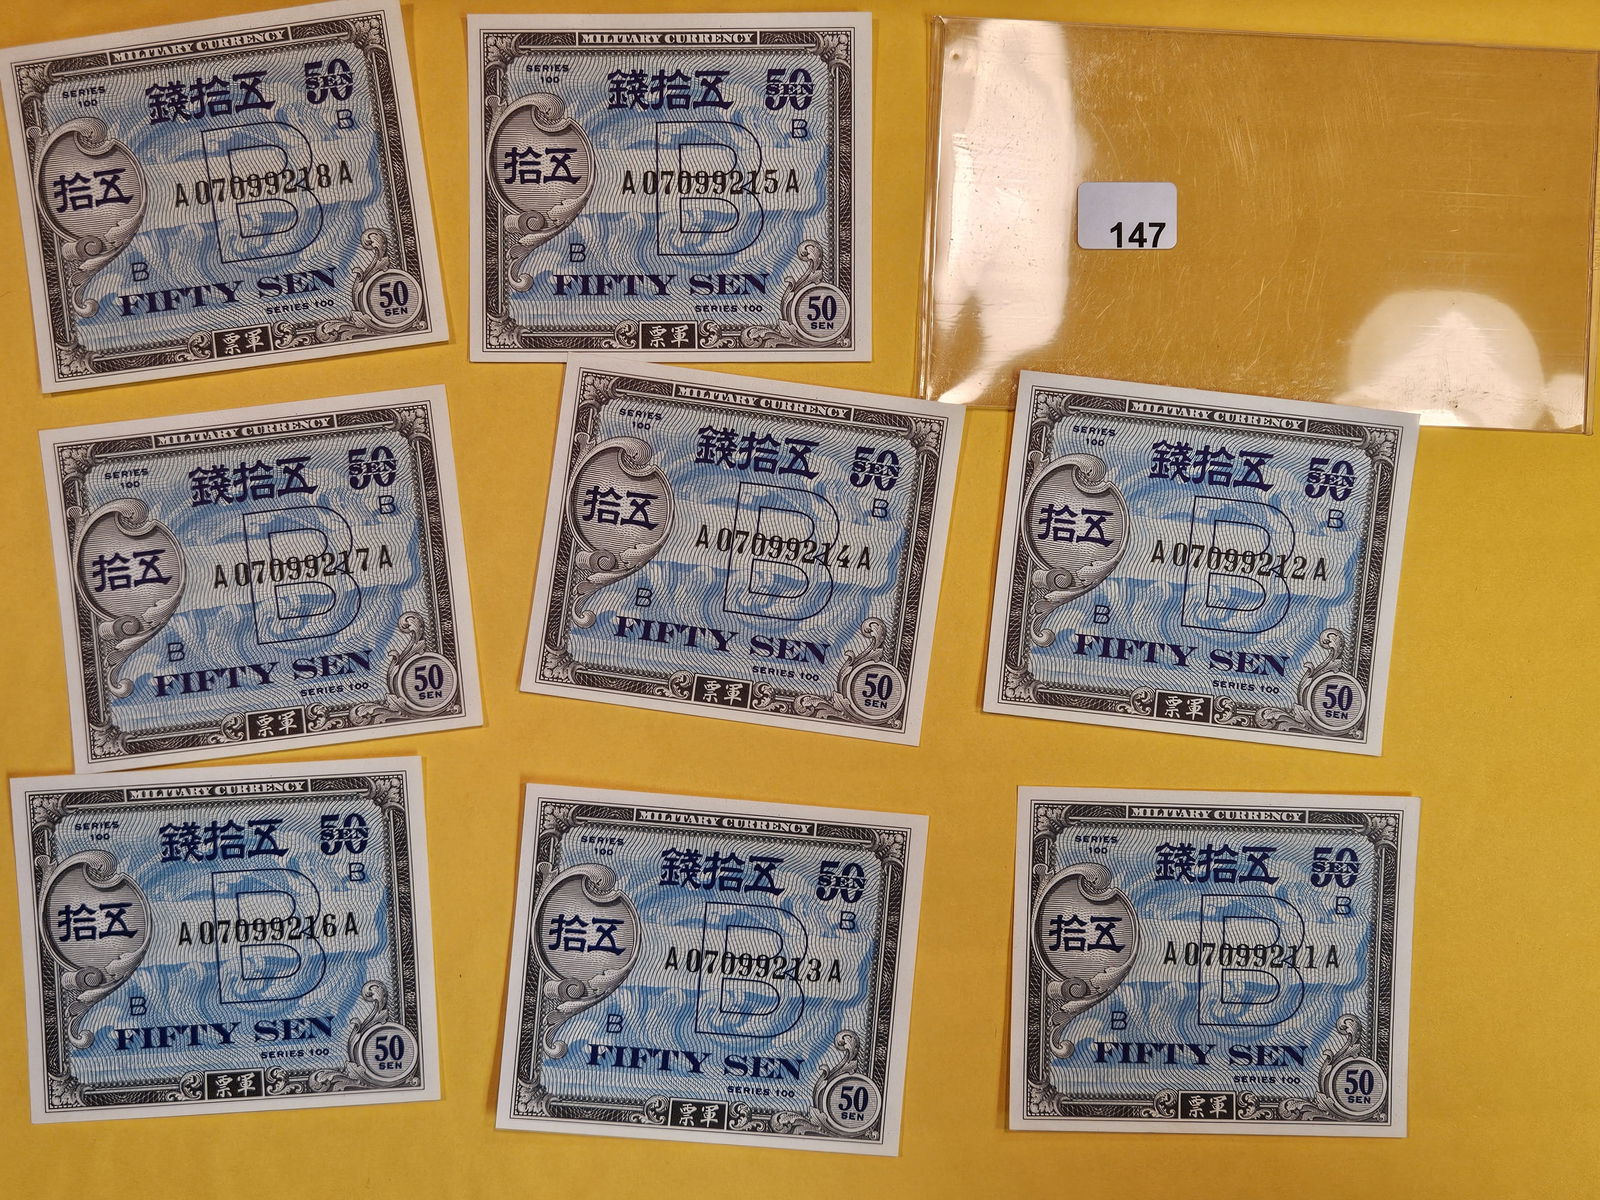 MILITARY CURRENCY
SERIES
100
錢拾五
50
SEN
B
拾五
A07099218A
B
B
FIFTY SEN
SERIES 100
50
SEN
票軍
MILITARY CURRENCY
SERIES
100
錢拾五
50
SEN
B
拾五
A07099215A
B
B
FIFTY SEN
SERIES 100
50
SEN
票軍
147
MILITARY CURRENCY
SERIES
100
錢拾五
50
SEN
B
拾五
A07099217A
B
B
FIFTY SEN
SERIES 100
50
SEN
票軍
MILITARY CURRENCY
SERIES
100
錢拾五
50
SEN
B
拾五
A07099214A
B
B
FIFTY SEN
SERIES 100
50
SEN
票軍
MILITARY CURRENCY
SERIES
100
錢拾五
50
SEN
B
拾五
A07099212A
B
B
FIFTY SEN
SERIES 100
50
SEN
票軍
MILITARY CURRENCY
SERIES
100
錢拾五
50
SEN
B
拾五
A07099216A
B
B
FIFTY SEN
SERIES 100
50
SEN
票軍
MILITARY CURRENCY
SERIES
100
錢拾五
50
SEN
B
拾五
A07099213A
B
B
FIFTY SEN
SERIES 100
50
SEN
票軍
MILITARY CURRENCY
SERIES
100
錢拾五
50
SEN
B
拾五
A07099211A
B
B
FIFTY SEN
SERIES 100
50
SEN
票軍